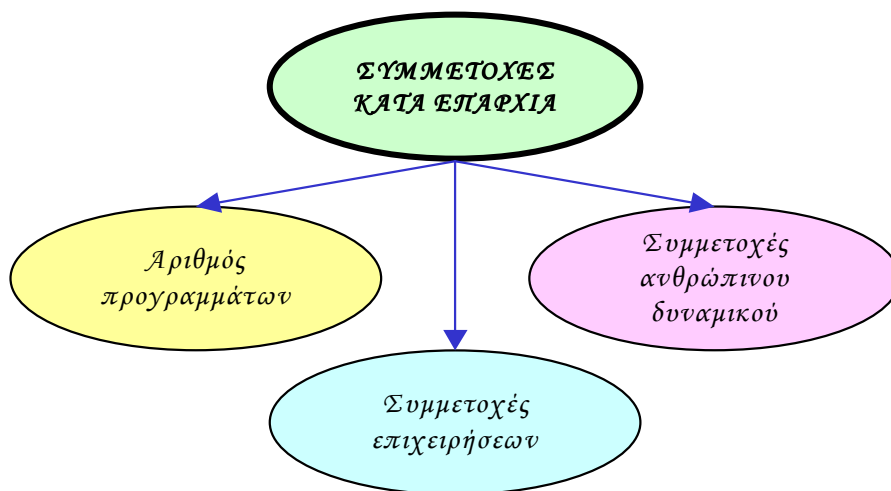 ΣΥΜΜΕΤΟΧΕΣ
ΚΑΤΑ ΕΠΑΡΧΙΑ
Αριθμός
προγραμμάτων
Συμμετοχές
ανθρώπινου
δυναμικού
Συμμετοχές
επιχειρήσεων